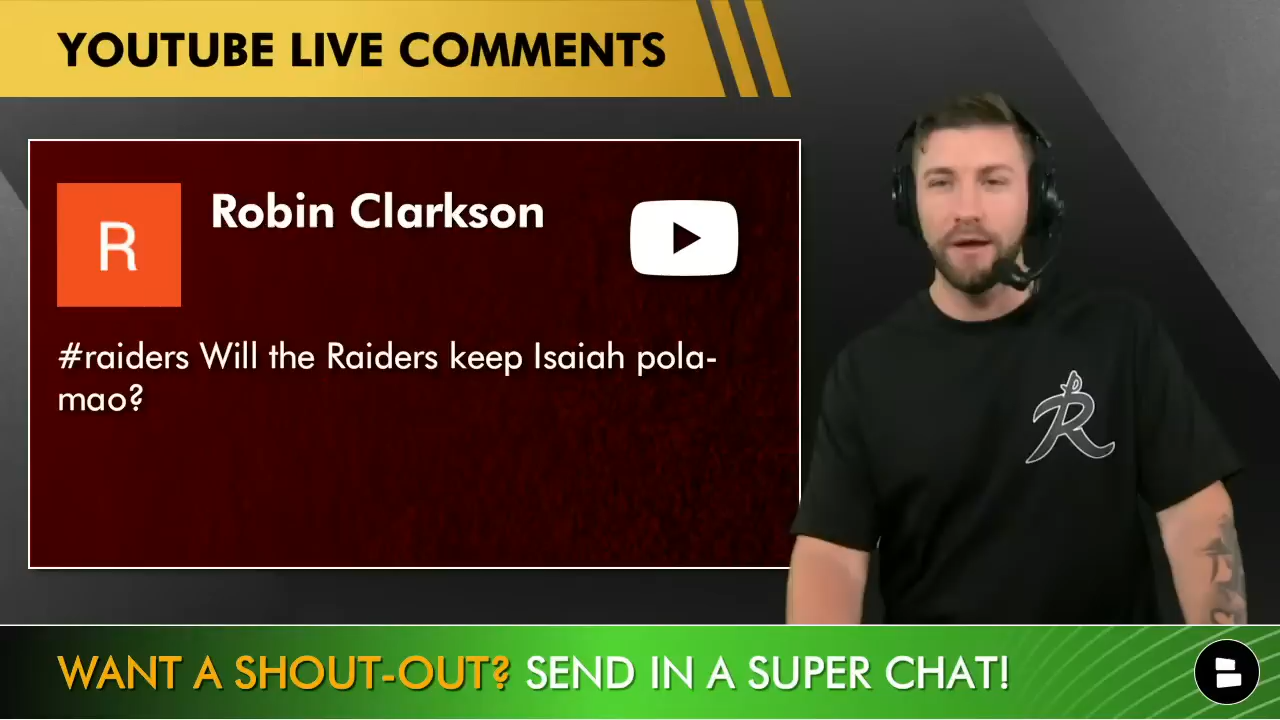 YOUTUBE LIVE COMMENTS
R
Robin Clarkson
#raiders Will the Raiders keep Isaiah pola-
mao?
R
WANT A SHOUT-OUT? SEND IN A SUPER CHAT!